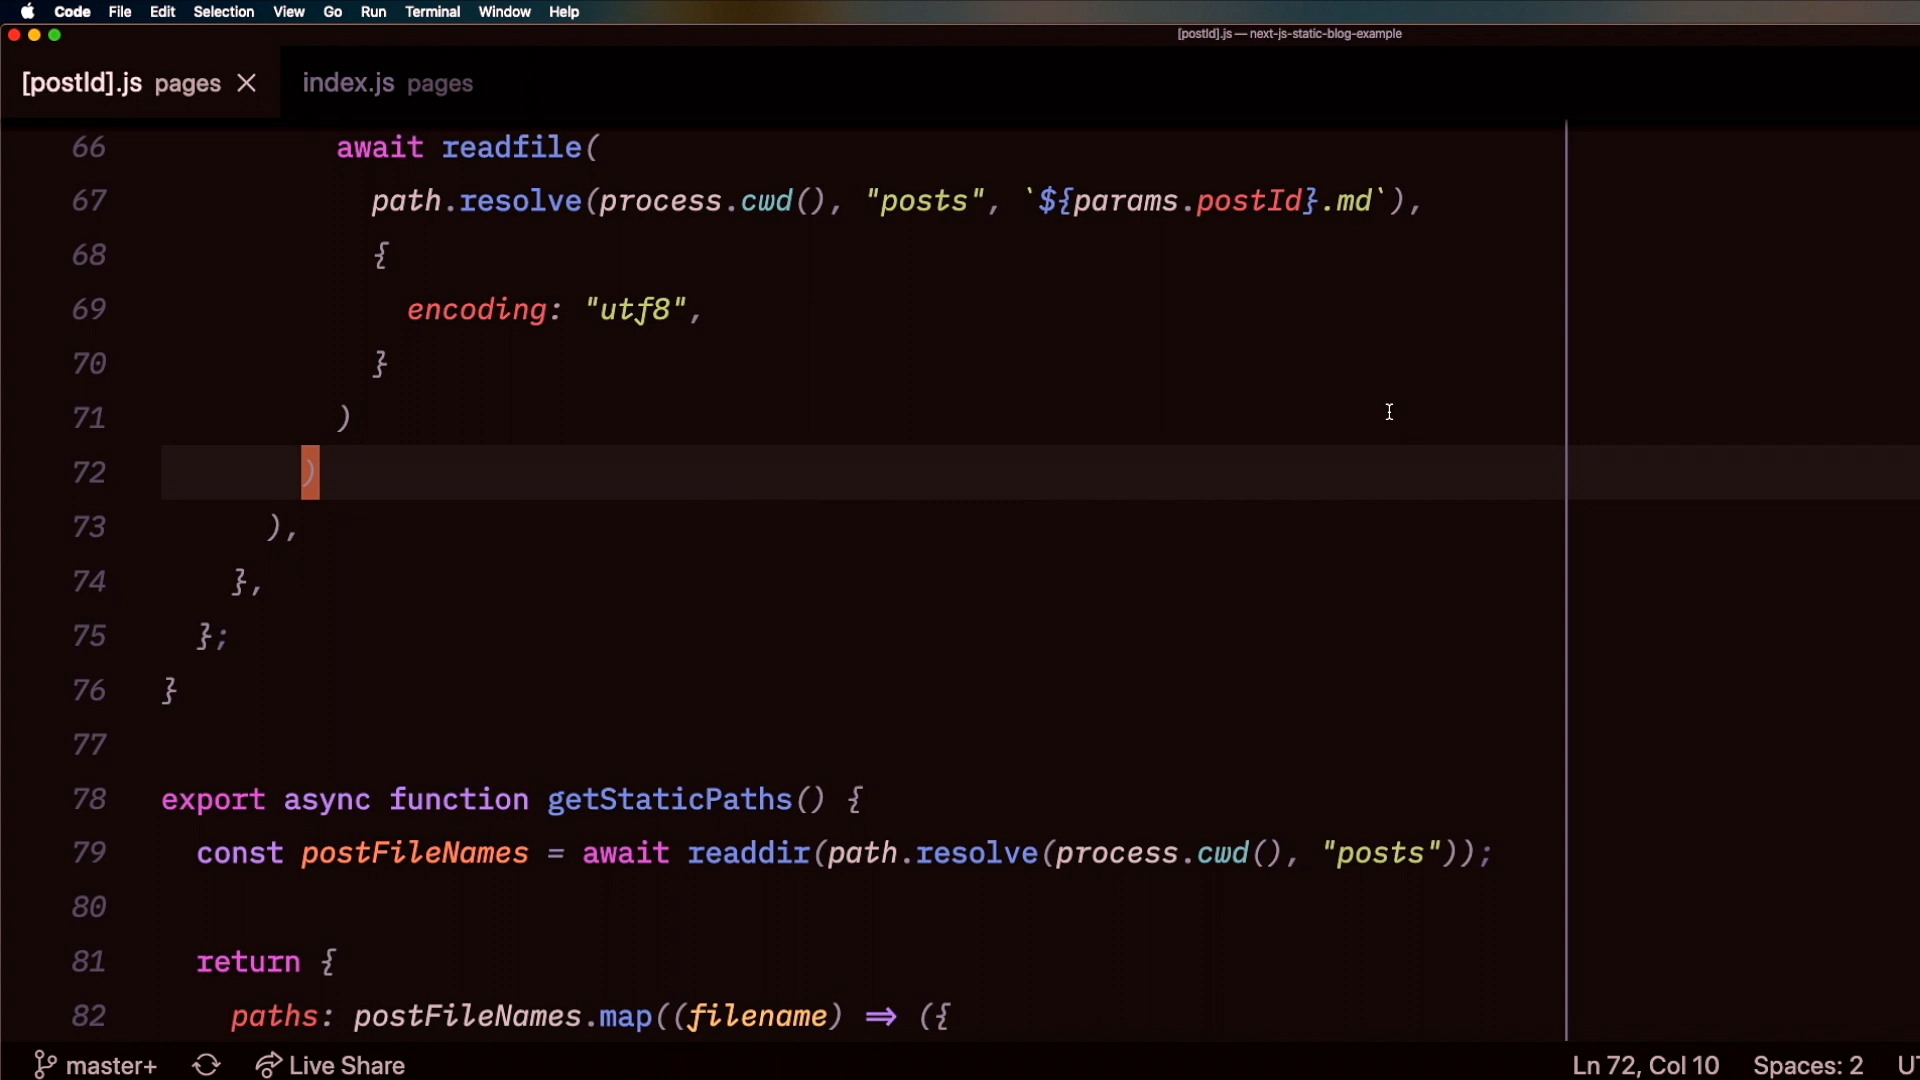 Code File Edit Selection View Go Run Terminal Window Help
[postId].js — next-js-static-blog-example
[postId].js pages index.js pages
66 await readfile(
67 path.resolve(process.cwd(), "posts", `${params.postId}.md`),
68 {
69 encoding: "utf8",
70 }
71 )
72 )
73 ),
74 },
75 };
76 }
77
78 export async function getStaticPaths() {
79 const postFileNames = await readdir(path.resolve(process.cwd(), "posts"));
80
81 return {
82 paths: postFileNames.map((filename) => ({
master+ Live Share Ln 72, Col 10 Spaces: 2